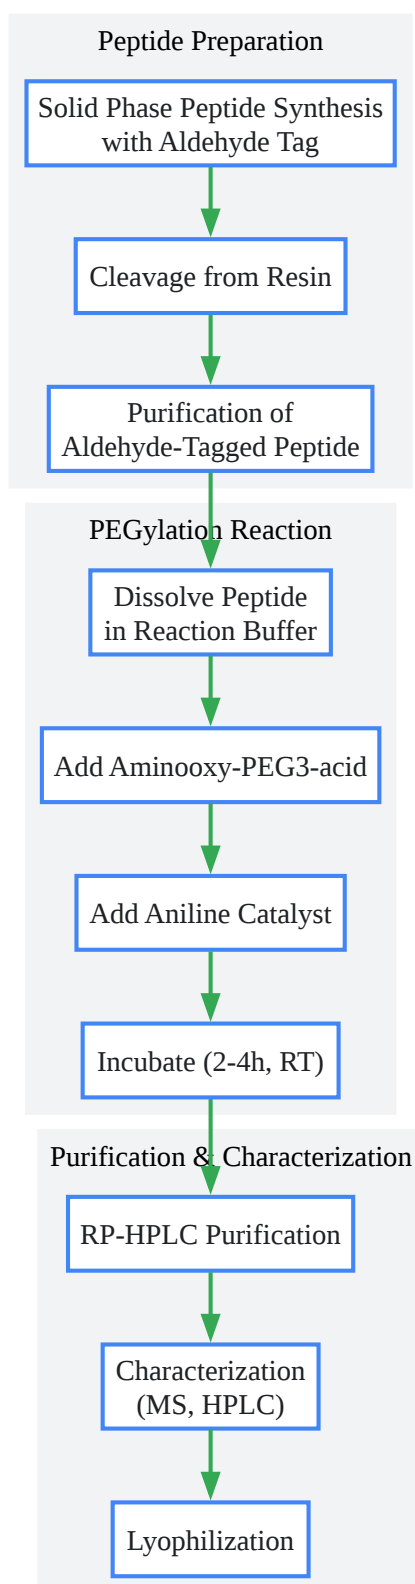 Peptide Preparation
Solid Phase Peptide Synthesis
with Aldehyde Tag
Cleavage from Resin
Purification of
Aldehyde-Tagged Peptide
PEGylation Reaction
Dissolve Peptide
in Reaction Buffer
Add Aminooxy-PEG3-acid
Add Aniline Catalyst
Incubate (2-4h, RT)
Purification & Characterization
RP-HPLC Purification
Characterization
(MS, HPLC)
Lyophilization